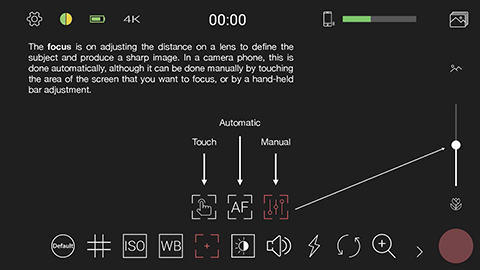 4K
00:00
The focus is on adjusting the distance on a lens to define the
subject and produce a sharp image. In a camera phone, this is
done automatically, although it can be done manually by touching
the area of the screen that you want to focus, or by a hand-held
bar adjustment.
Automatic
Touch
Manual
AF
Default
ISO
WB